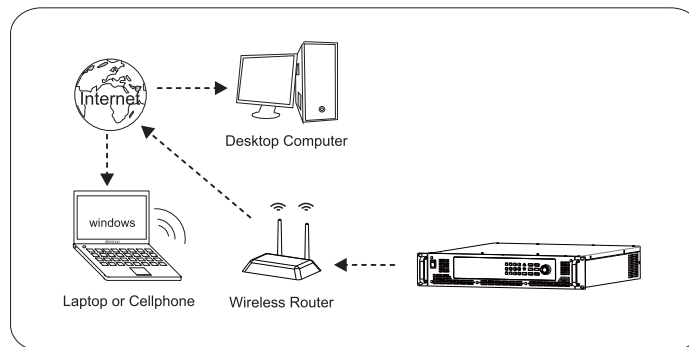 Internet
Desktop Computer
windows
Laptop or Cellphone
Wireless Router